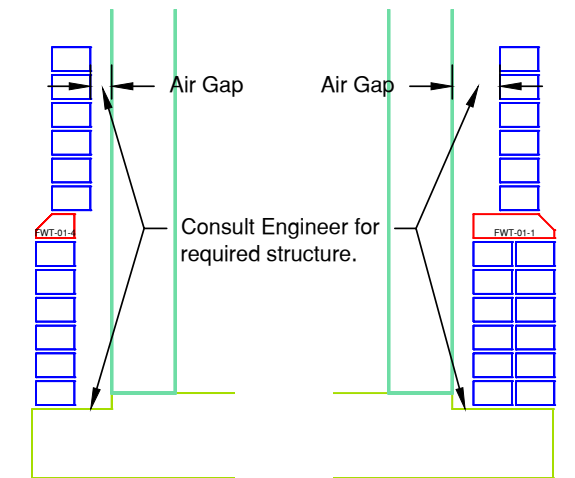 Air Gap
Air Gap
Consult Engineer for
required structure.
FWT-01-4
FWT-01-1